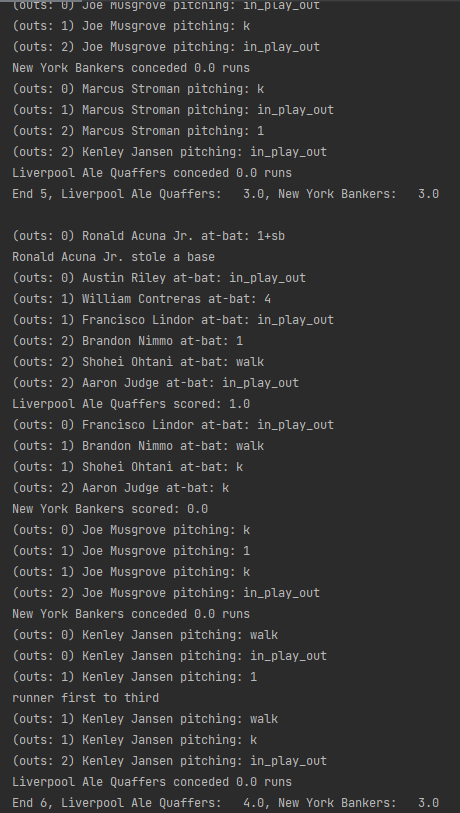 (outs: 0) Joe Musgrove pitching: in_play_out
(outs: 1) Joe Musgrove pitching: k
(outs: 2) Joe Musgrove pitching: in_play_out
New York Bankers conceded 0.0 runs
(outs: 0) Marcus Stroman pitching: k
(outs: 1) Marcus Stroman pitching: in_play_out
(outs: 2) Marcus Stroman pitching: 1
(outs: 2) Kenley Jansen pitching: in_play_out
Liverpool Ale Quaffers conceded 0.0 runs
End 5, Liverpool Ale Quaffers:   3.0, New York Bankers:   3.0

(outs: 0) Ronald Acuna Jr. at-bat: 1+sb
Ronald Acuna Jr. stole a base
(outs: 0) Austin Riley at-bat: in_play_out
(outs: 1) William Contreras at-bat: 4
(outs: 1) Francisco Lindor at-bat: in_play_out
(outs: 2) Brandon Nimmo at-bat: 1
(outs: 2) Shohei Ohtani at-bat: walk
(outs: 2) Aaron Judge at-bat: in_play_out
Liverpool Ale Quaffers scored: 1.0
(outs: 0) Francisco Lindor at-bat: in_play_out
(outs: 1) Brandon Nimmo at-bat: walk
(outs: 1) Shohei Ohtani at-bat: k
(outs: 2) Aaron Judge at-bat: k
New York Bankers scored: 0.0
(outs: 0) Joe Musgrove pitching: k
(outs: 1) Joe Musgrove pitching: 1
(outs: 1) Joe Musgrove pitching: k
(outs: 2) Joe Musgrove pitching: in_play_out
New York Bankers conceded 0.0 runs
(outs: 0) Kenley Jansen pitching: walk
(outs: 0) Kenley Jansen pitching: in_play_out
(outs: 1) Kenley Jansen pitching: 1
runner first to third
(outs: 1) Kenley Jansen pitching: walk
(outs: 1) Kenley Jansen pitching: k
(outs: 2) Kenley Jansen pitching: in_play_out
Liverpool Ale Quaffers conceded 0.0 runs
End 6, Liverpool Ale Quaffers:   4.0, New York Bankers:   3.0